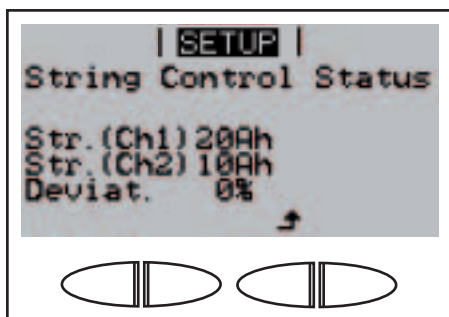 SETUP
String Control Status
Str.(Ch1)20Ah
Str.(Ch2)10Ah
Deviat. 0%